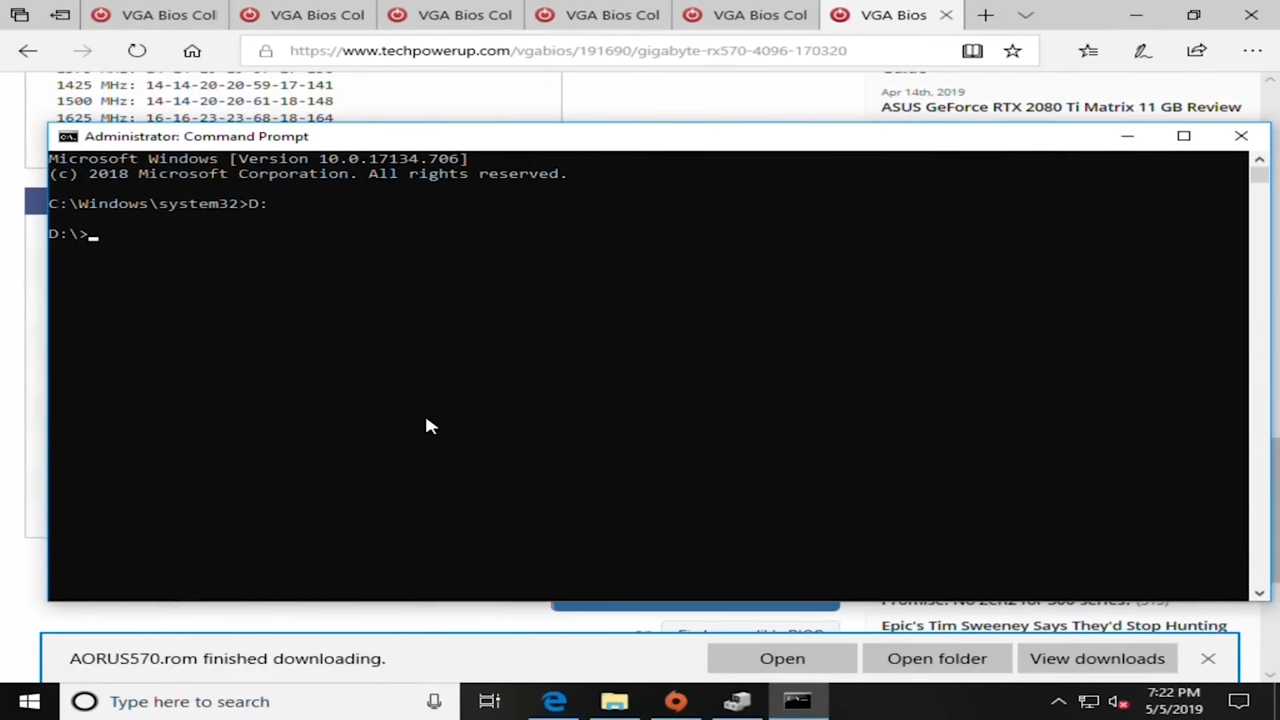 VGA Bios Col
VGA Bios Col
VGA Bios Col
VGA Bios Col
VGA Bios Col
VGA Bios
https://www.techpowerup.com/vgabios/191690/gigabyte-rx570-4096-170320
1425 MHz: 14-14-20-20-59-17-141
1500 MHz: 14-14-20-20-61-18-148
1625 MHz: 16-16-23-23-68-18-164
Apr 14th, 2019
ASUS GeForce RTX 2080 Ti Matrix 11 GB Review
Administrator: Command Prompt
Microsoft Windows [Version 10.0.17134.706]
(c) 2018 Microsoft Corporation. All rights reserved.
C:\Windows\system32>D:
D:\>
Epic's Tim Sweeney Says They'd Stop Hunting
AORUS570.rom finished downloading.
Open
Open folder
View downloads
Type here to search
7:22 PM
5/5/2019